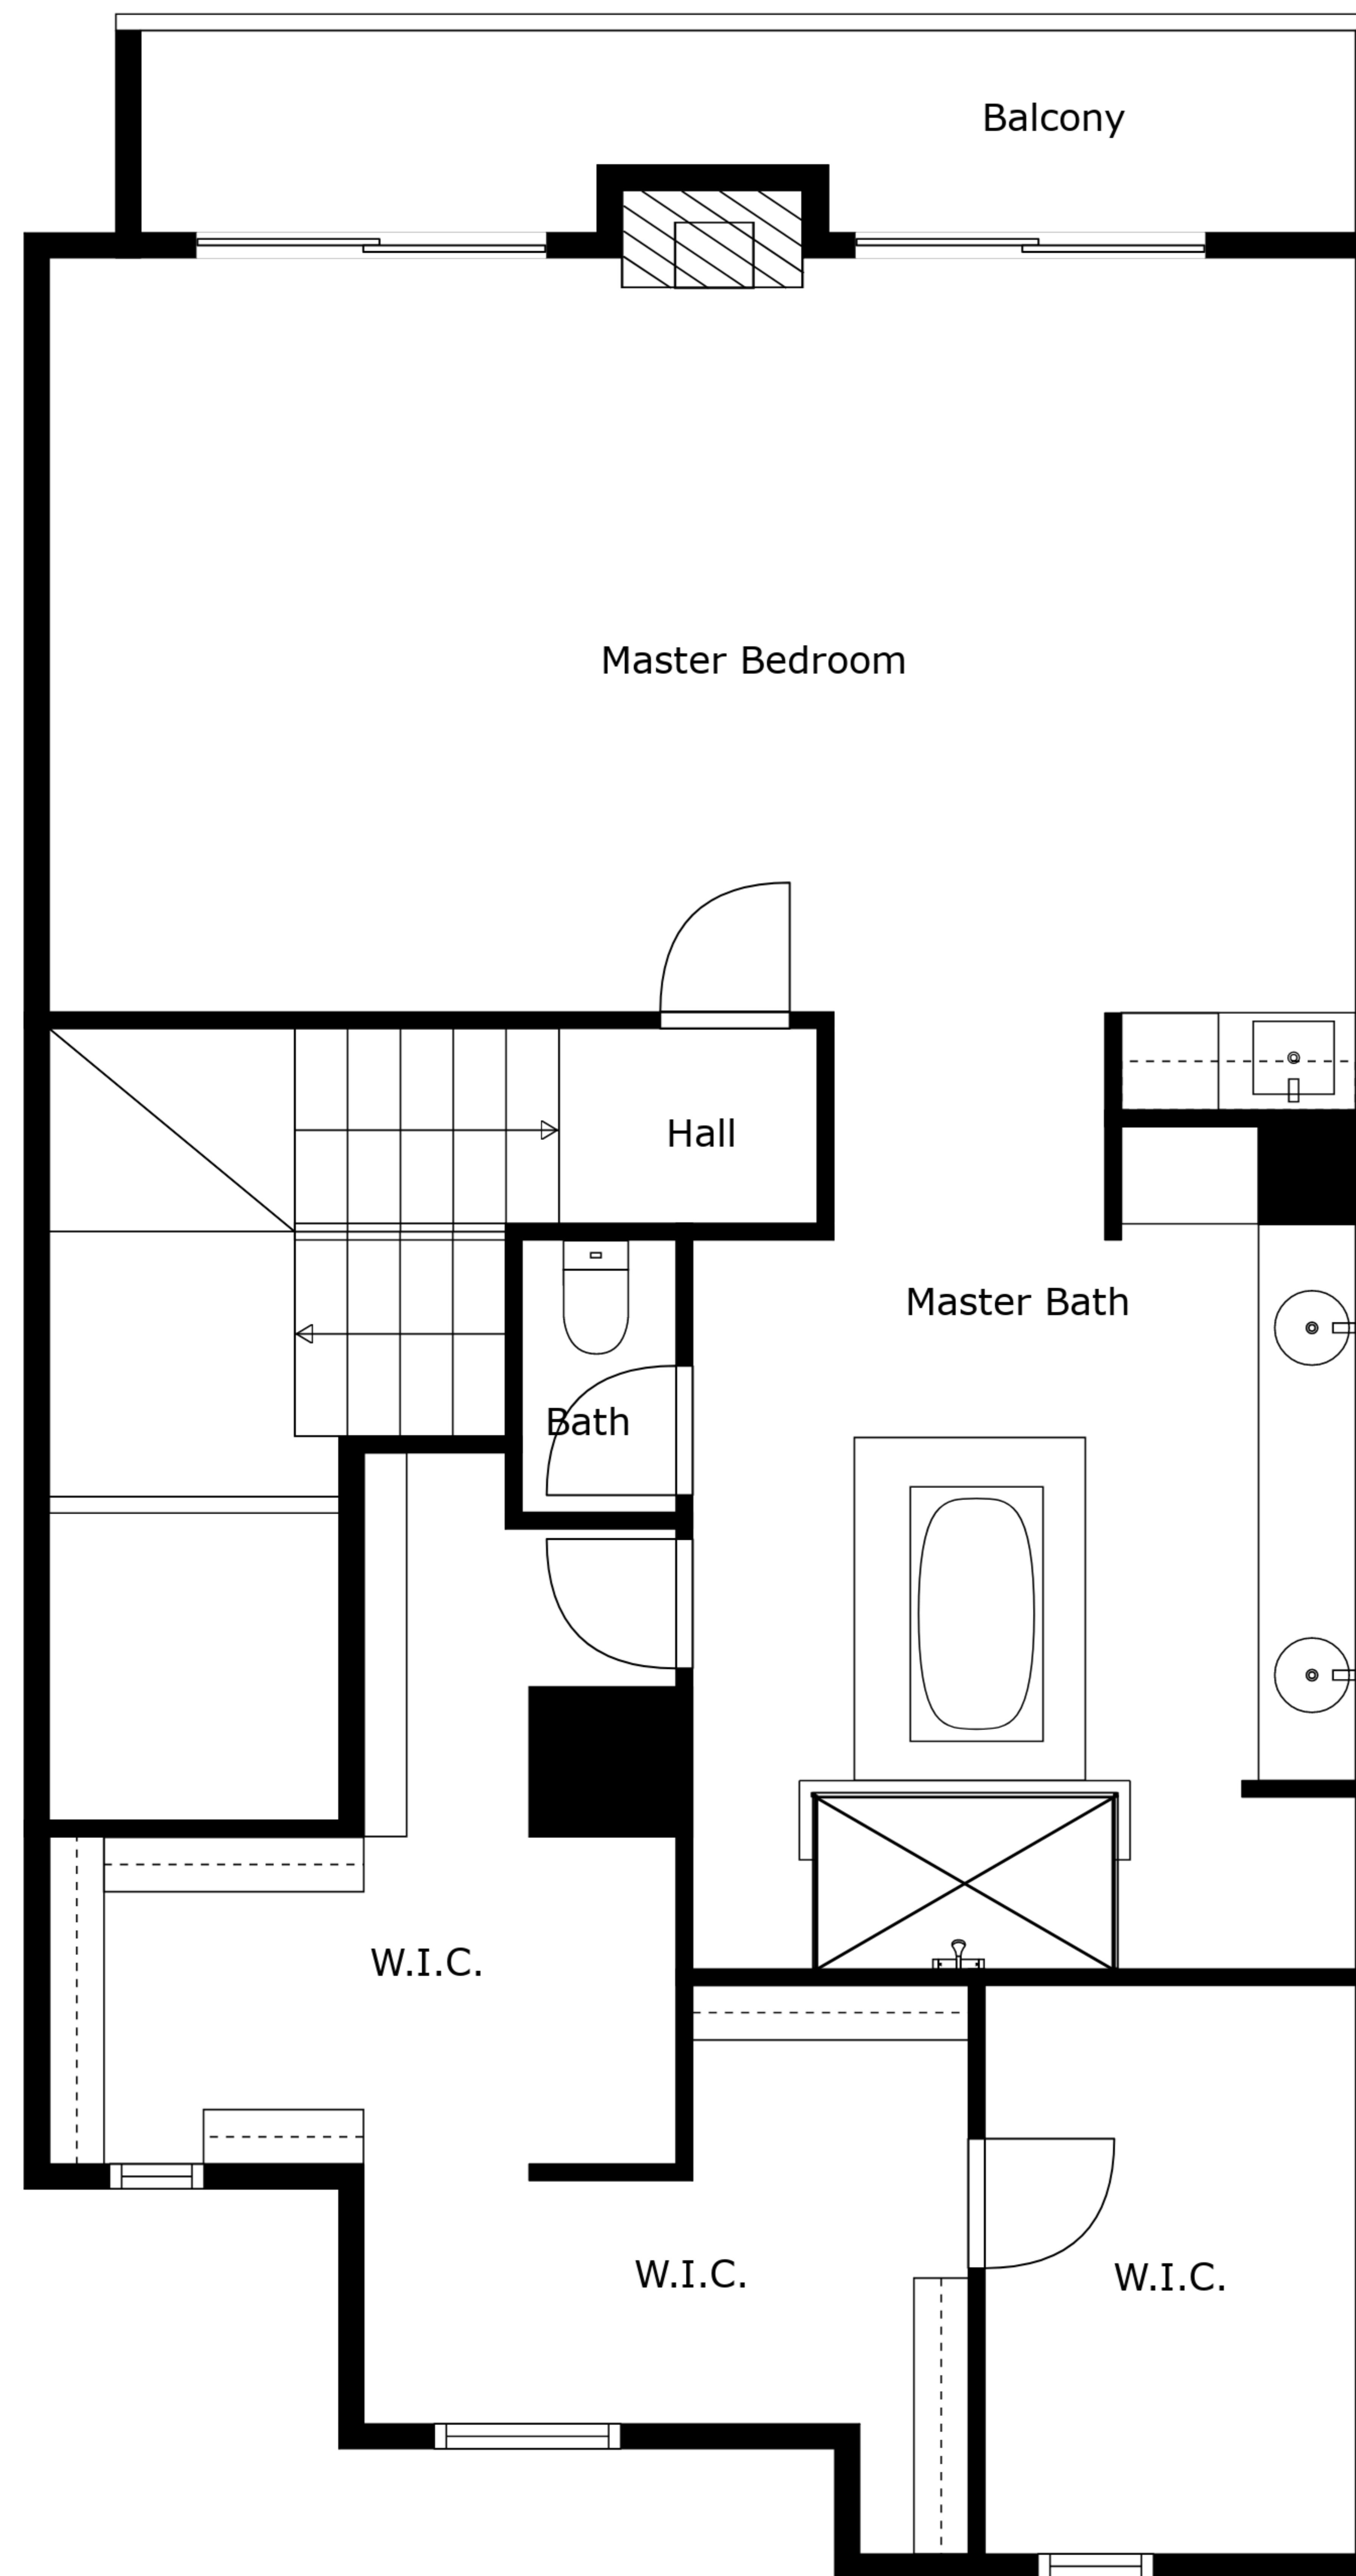 Balcony
Master Bedroom
Hall
Master Bath
Bath
W.I.C.
W.I.C.
W.I.C.